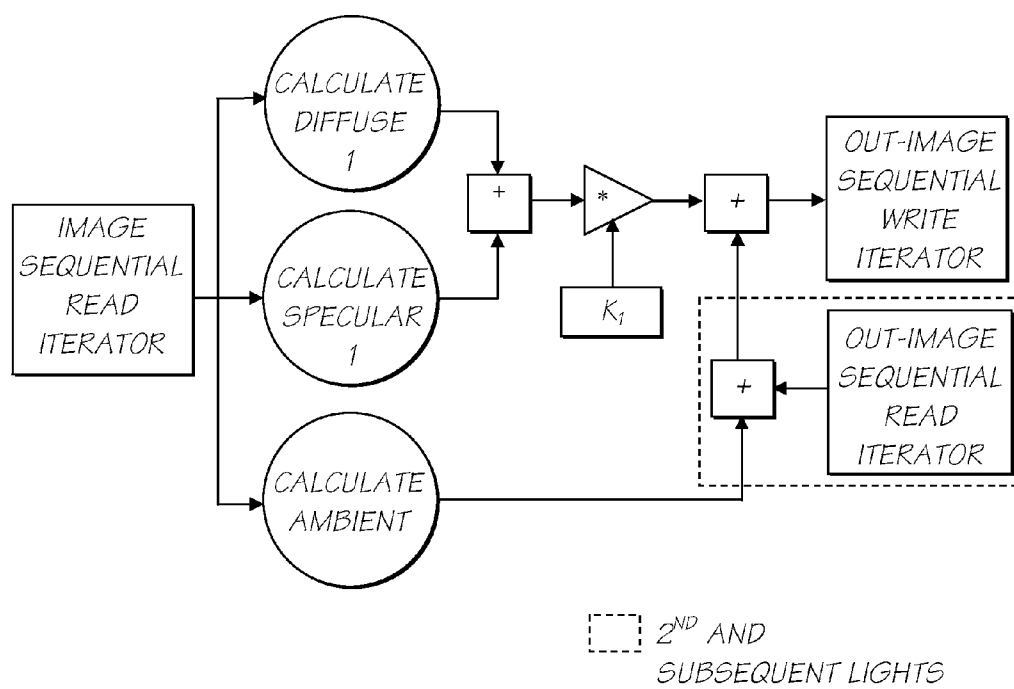 IMAGE
SEQUENTIAL
READ
ITERATOR
CALCULATE
DIFFUSE
1
CALCULATE
SPECULAR
1
CALCULATE
AMBIENT
+
*
K₁
+
+
OUT-IMAGE
SEQUENTIAL
WRITE
ITERATOR
OUT-IMAGE
SEQUENTIAL
READ
ITERATOR
2ᴺᴰ AND
SUBSEQUENT LIGHTS